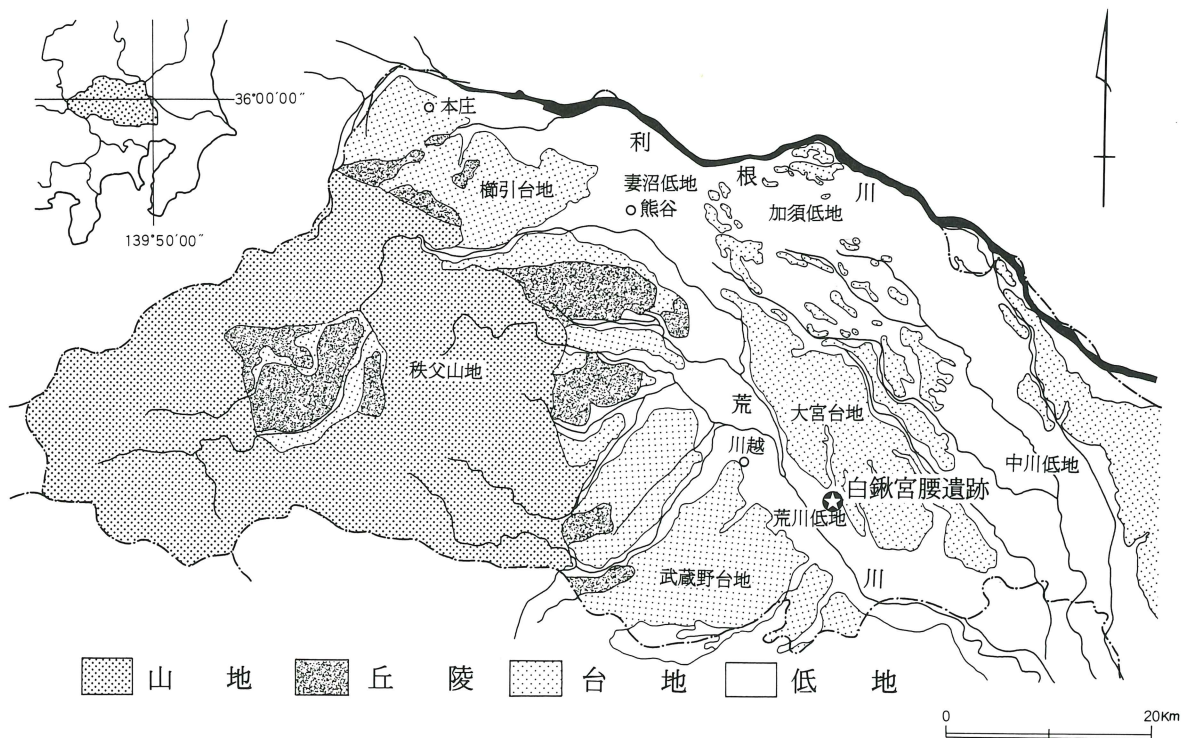 36°00′00″
139°50′00″
本庄
利
根
川
櫛引台地
妻沼低地
熊谷
加須低地
秩父山地
荒
大宮台地
川越
中川低地
白鍬宮腰遺跡
荒川低地
武蔵野台地
川
山 地
丘 陵
台 地
低 地
0
20Km